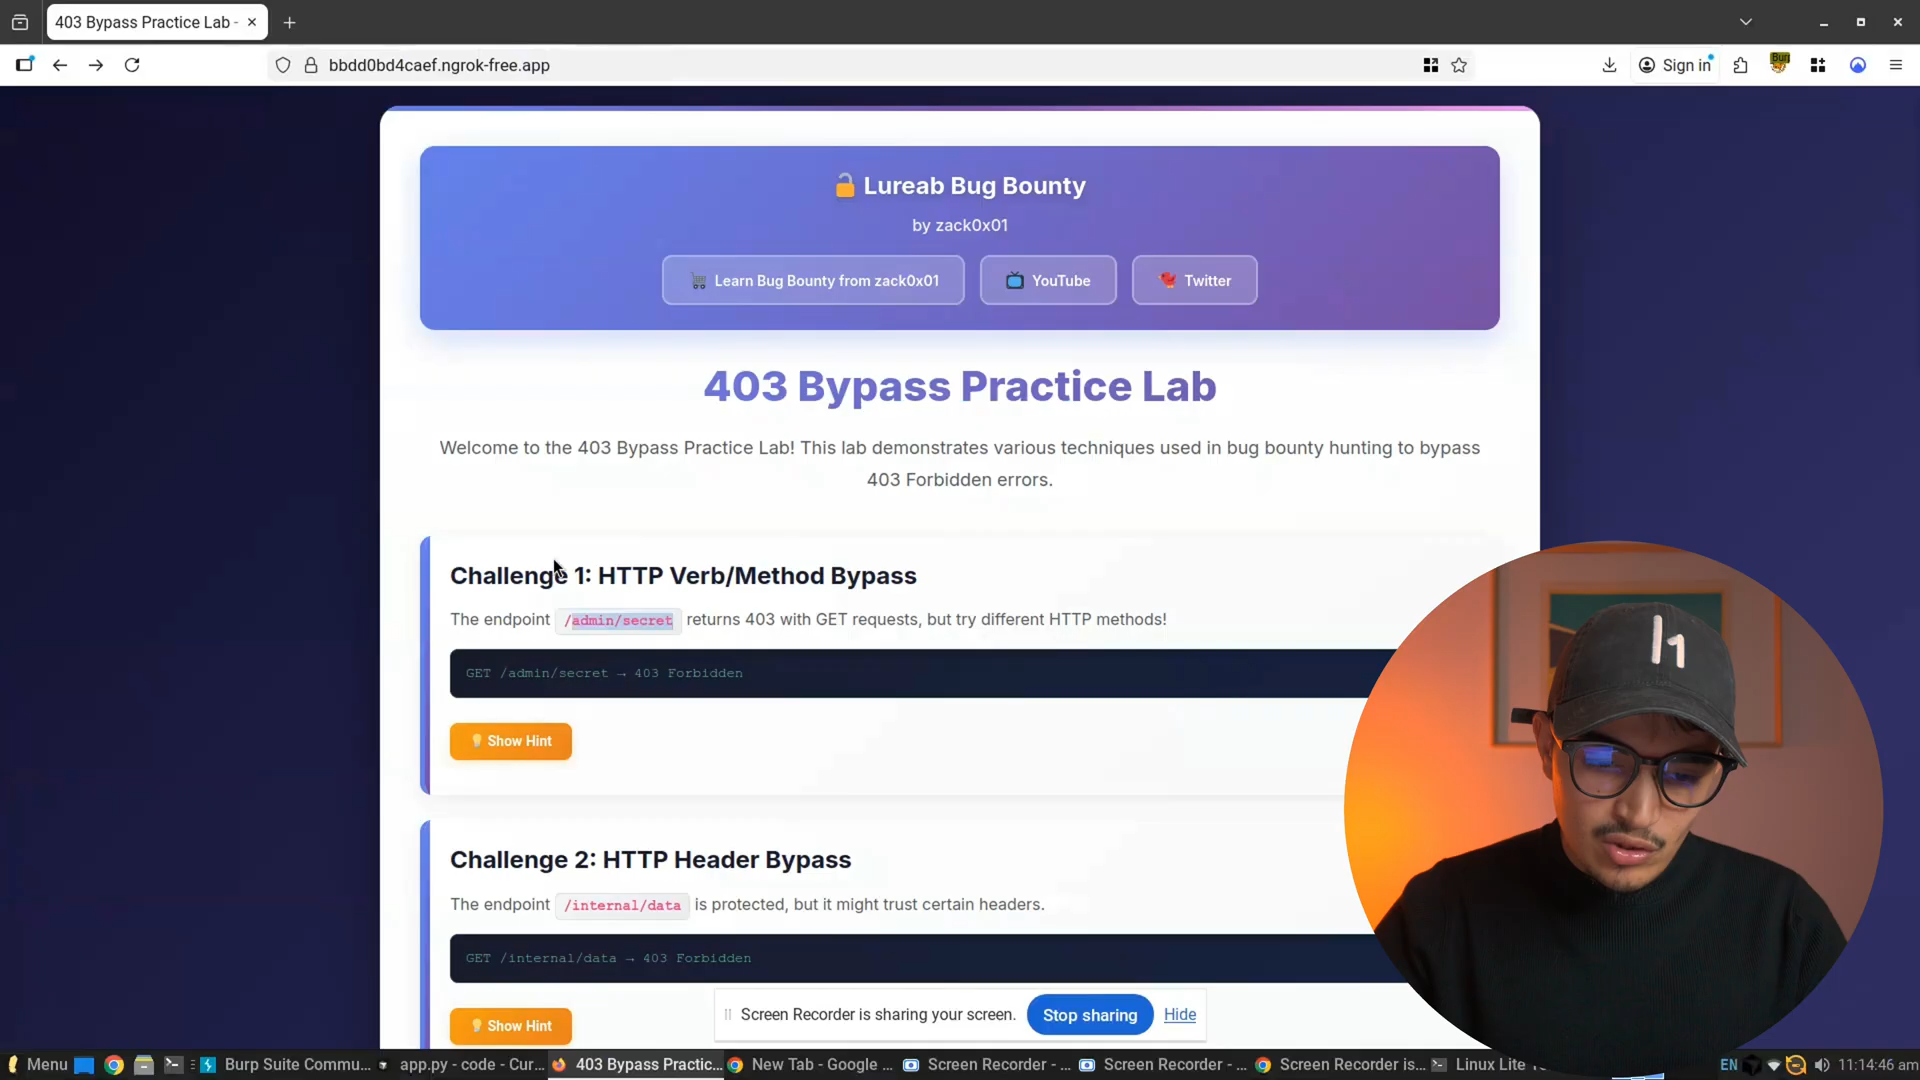 403 Bypass Practice Lab -
bbdd0bd4caef.ngrok-free.app
Sign in
Lureab Bug Bounty
by zack0x01
Learn Bug Bounty from zack0x01
YouTube
Twitter
403 Bypass Practice Lab
Welcome to the 403 Bypass Practice Lab! This lab demonstrates various techniques used in bug bounty hunting to bypass
403 Forbidden errors.
Challenge 1: HTTP Verb/Method Bypass
The endpoint /admin/secret returns 403 with GET requests, but try different HTTP methods!
GET /admin/secret → 403 Forbidden
Show Hint
Challenge 2: HTTP Header Bypass
The endpoint /internal/data is protected, but it might trust certain headers.
GET /internal/data → 403 Forbidden
Show Hint
Screen Recorder is sharing your screen.
Stop sharing
Hide
Menu
Burp Suite Commu...
app.py - code - Cur...
403 Bypass Practic...
New Tab - Google ...
Screen Recorder - ...
Screen Recorder - ...
Screen Recorder is...
Linux Lite
EN
11:14:46 am